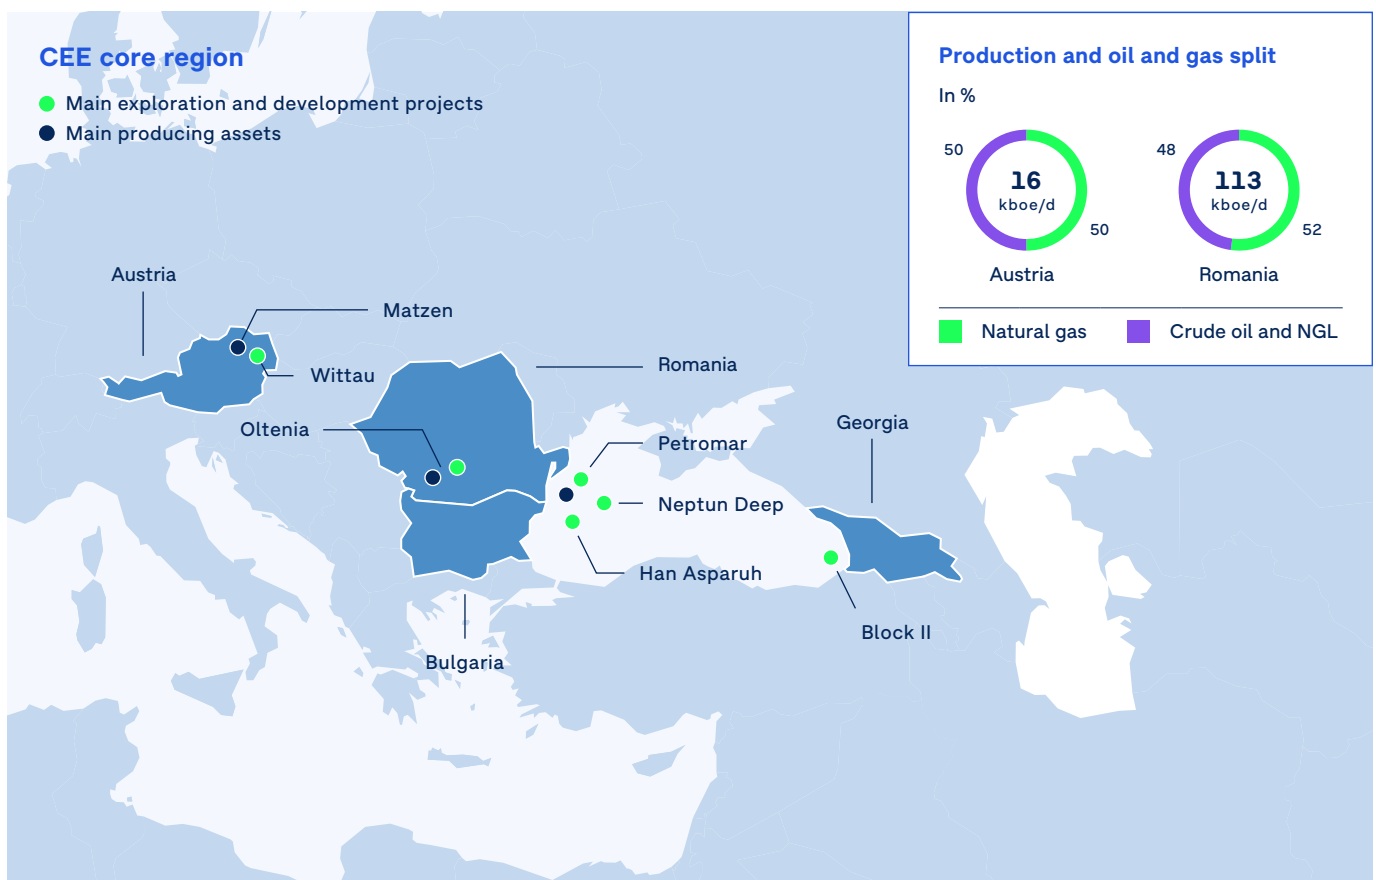 CEE core region
Main exploration and development projects
Main producing assets
Production and oil and gas split
In %
50
16
kboe/d
50
Austria
48
113
kboe/d
52
Romania
Natural gas
Crude oil and NGL
Austria
Matzen
Wittau
Romania
Oltenia
Petromar
Georgia
Neptun Deep
Han Asparuh
Block II
Bulgaria